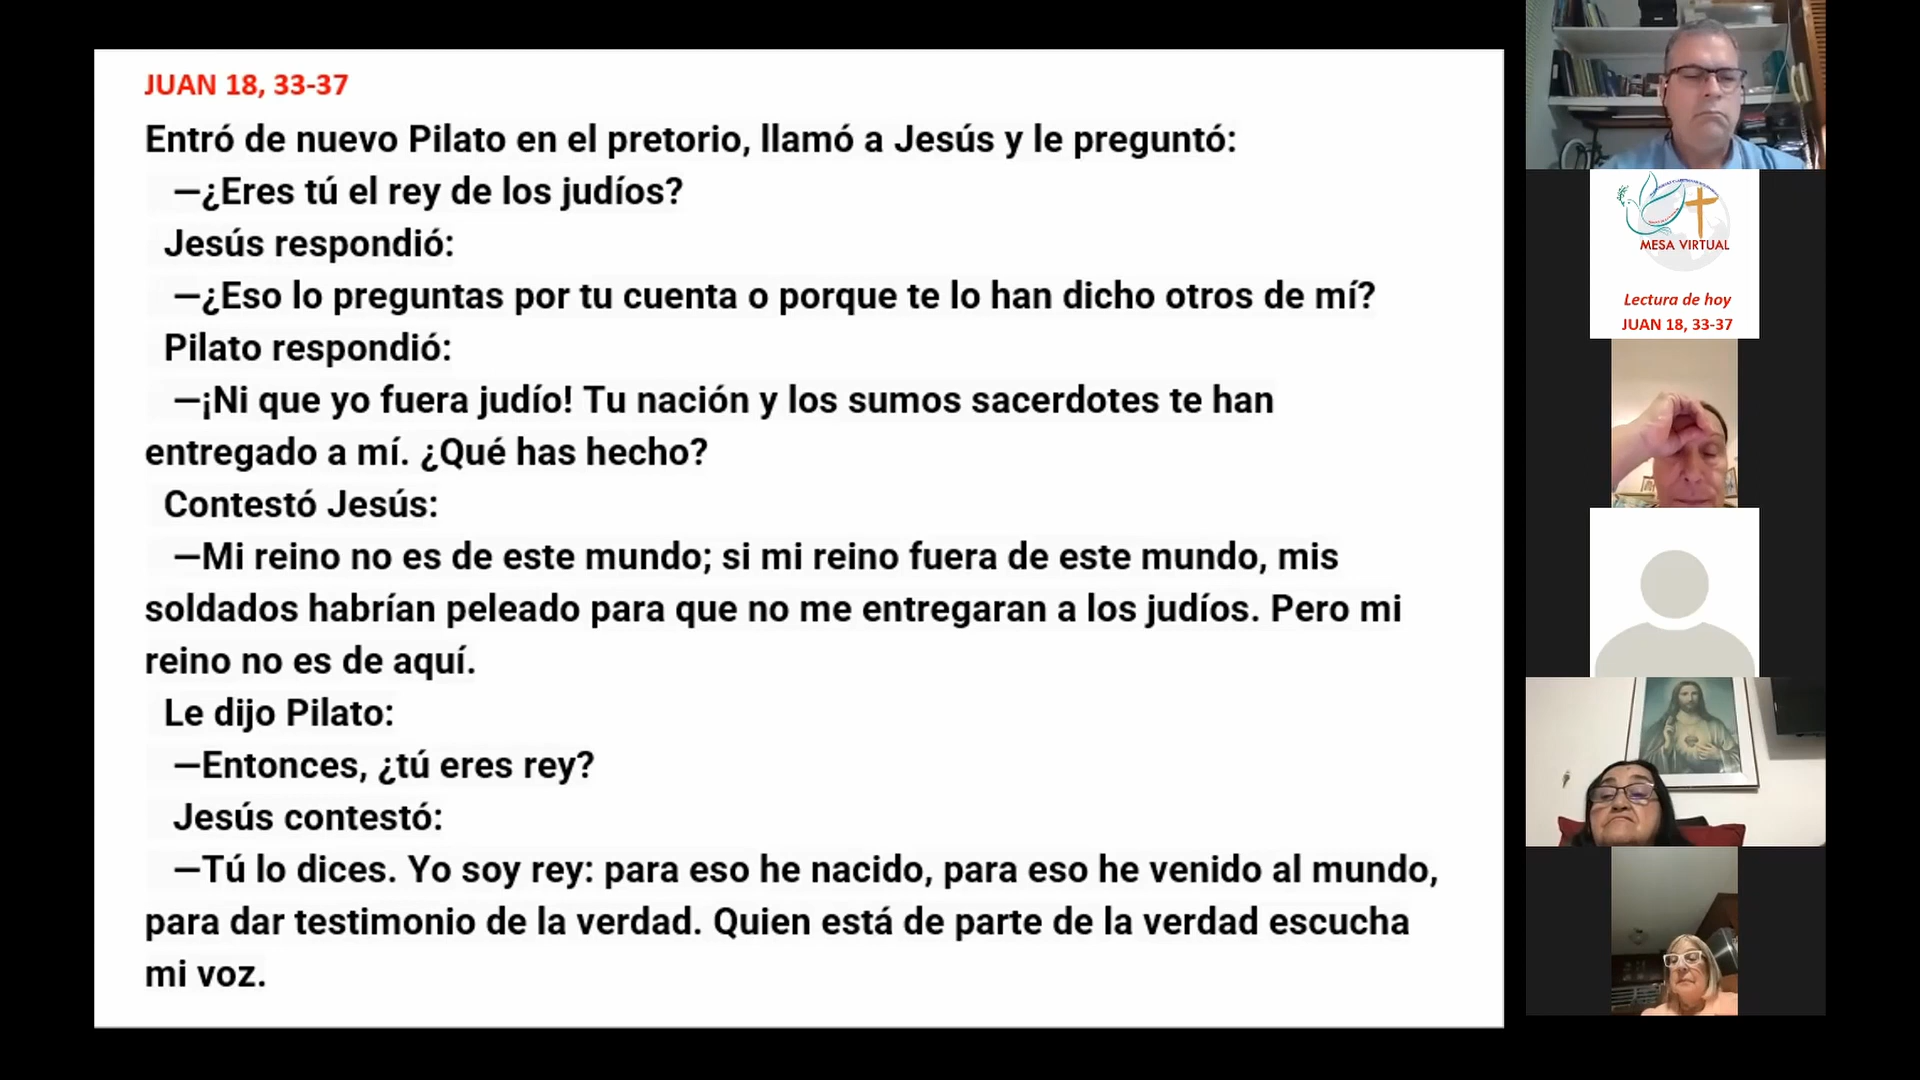 JUAN 18, 33-37
Entró de nuevo Pilato en el pretorio, llamó a Jesús y le preguntó:
—¿Eres tú el rey de los judíos?
Jesús respondió:
—¿Eso lo preguntas por tu cuenta o porque te lo han dicho otros de mí?
Pilato respondió:
—¡Ni que yo fuera judío! Tu nación y los sumos sacerdotes te han
entregado a mí. ¿Qué has hecho?
Contestó Jesús:
—Mi reino no es de este mundo; si mi reino fuera de este mundo, mis
soldados habrían peleado para que no me entregaran a los judíos. Pero mi
reino no es de aquí.
Le dijo Pilato:
—Entonces, ¿tú eres rey?
Jesús contestó:
—Tú lo dices. Yo soy rey: para eso he nacido, para eso he venido al mundo,
para dar testimonio de la verdad. Quien está de parte de la verdad escucha
mi voz.
MESA VIRTUAL
Lectura de hoy
JUAN 18, 33-37